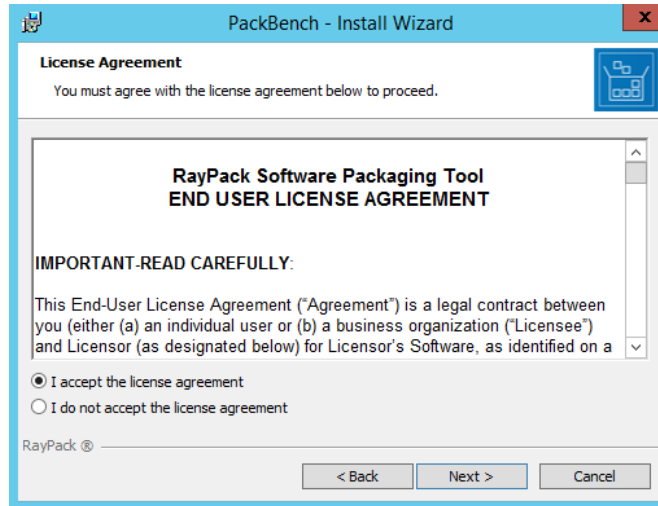 PackBench - Install Wizard
x
License Agreement
You must agree with the license agreement below to proceed.
RayPack Software Packaging Tool
END USER LICENSE AGREEMENT
IMPORTANT-READ CAREFULLY:
This End-User License Agreement (“Agreement”) is a legal contract between
you (either (a) an individual user or (b) a business organization (“Licensee”)
and Licensor (as designated below) for Licensor’s Software, as identified on a
I accept the license agreement
I do not accept the license agreement
RayPack ®
< Back Next > Cancel